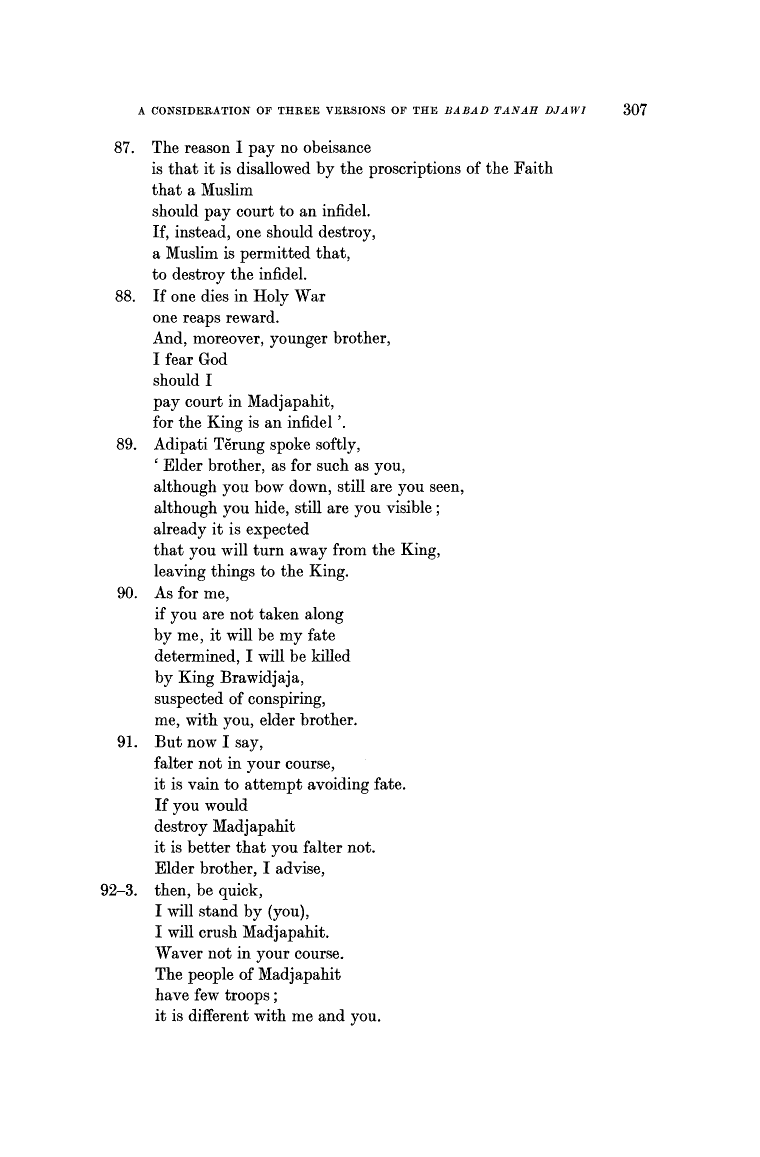 A CONSIDERATION OF THREE VERSIONS OF THE BABAD TANAH DJAWI 307
87. The reason I pay no obeisance
is that it is disallowed by the proscriptions of the Faith
that a Muslim
should pay court to an infidel.
If, instead, one should destroy,
a Muslim is permitted that,
to destroy the infidel.
88. If one dies in Holy War
one reaps reward.
And, moreover, younger brother,
I fear God
should I
pay court in Madjapahit,
for the King is an infidel ’.
89. Adipati Tĕrung spoke softly,
‘ Elder brother, as for such as you,
although you bow down, still are you seen,
although you hide, still are you visible ;
already it is expected
that you will turn away from the King,
leaving things to the King.
90. As for me,
if you are not taken along
by me, it will be my fate
determined, I will be killed
by King Brawidjaja,
suspected of conspiring,
me, with you, elder brother.
91. But now I say,
falter not in your course,
it is vain to attempt avoiding fate.
If you would
destroy Madjapahit
it is better that you falter not.
Elder brother, I advise,
92–3. then, be quick,
I will stand by (you),
I will crush Madjapahit.
Waver not in your course.
The people of Madjapahit
have few troops ;
it is different with me and you.